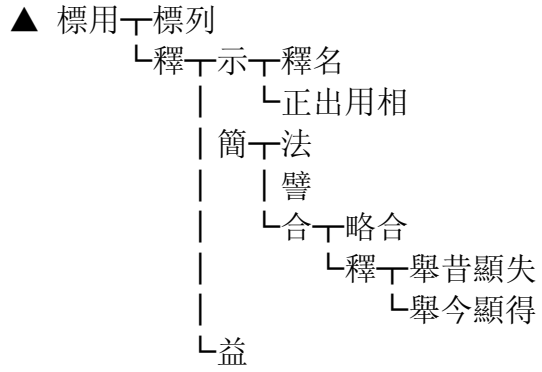 ▲ 標用┬標列
└釋┬示┬釋名
│ └正出用相
│簡┬法
│ │譬
│ └合┬略合
│ └釋┬舉昔顯失
│ └舉今顯得
│
└益